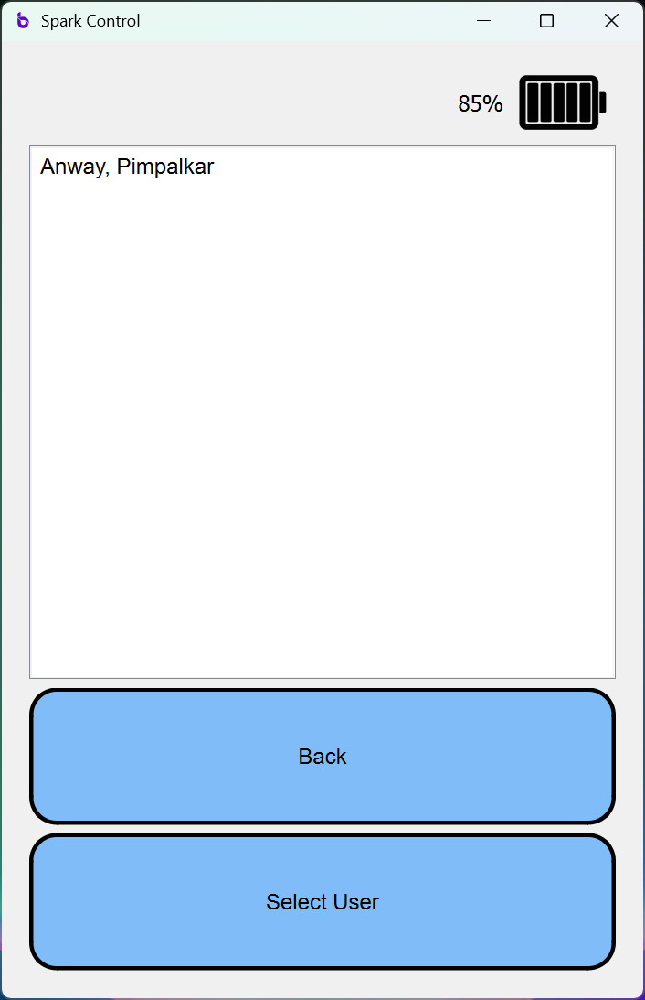 Spark Control
85%
Anway, Pimpalkar
Back
Select User